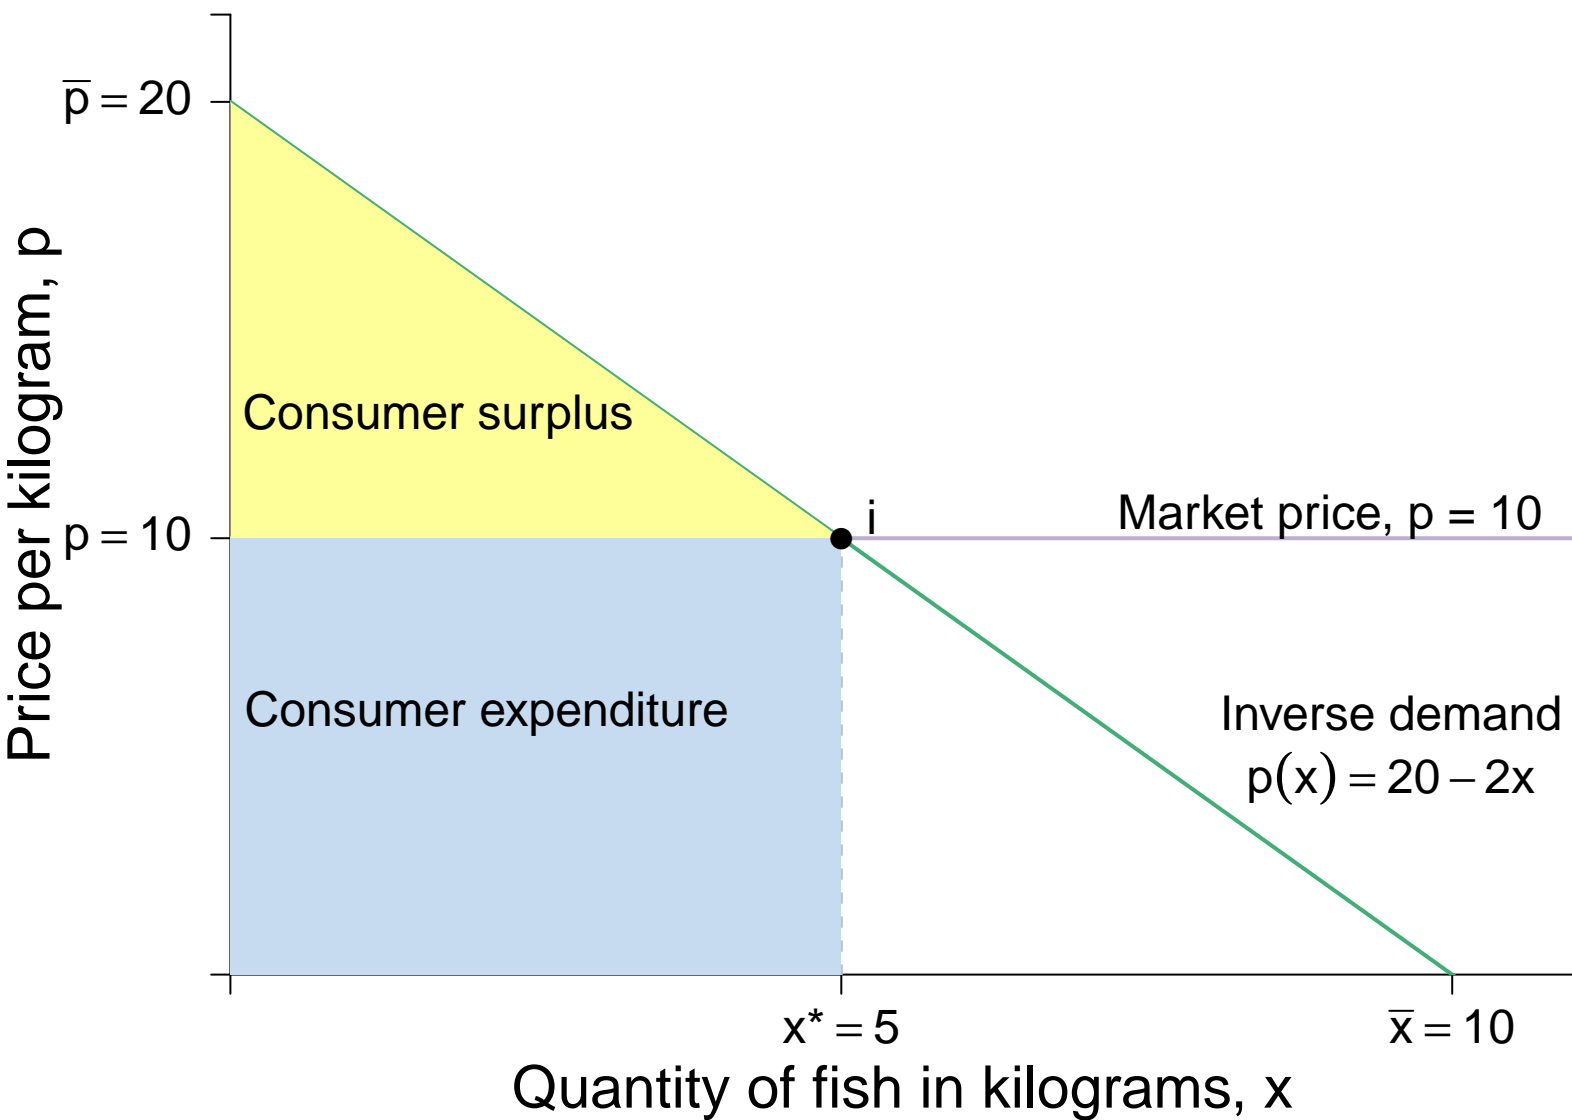 p̅ = 20
Price per kilogram, p
Consumer surplus
p = 10
i
Market price, p = 10
Consumer expenditure
Inverse demand
p(x) = 20 – 2x
x* = 5
x̅ = 10
Quantity of fish in kilograms, x